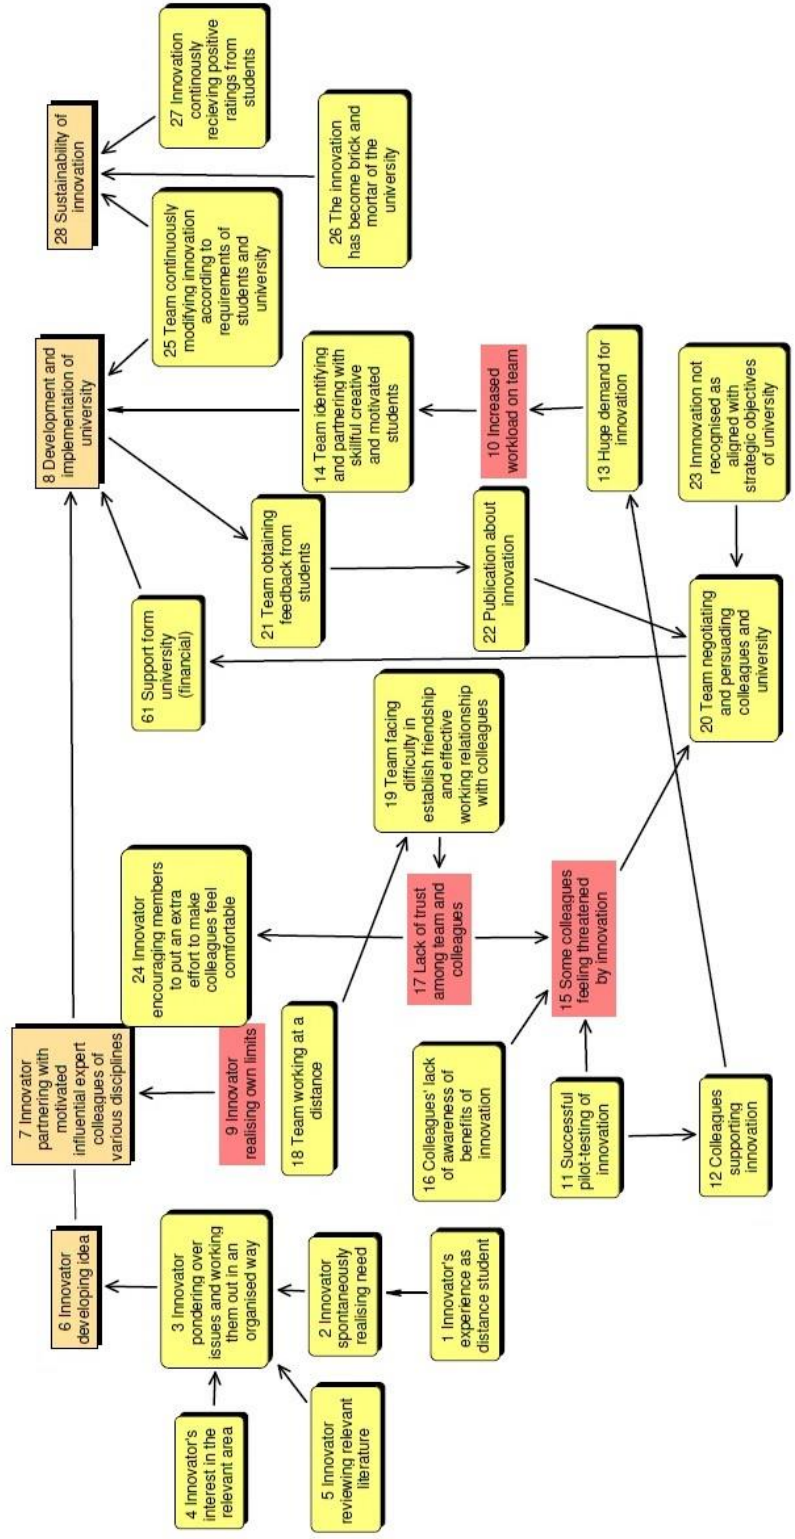 6 Innovator
developing idea
7 Innovator
partnering with
motivated
influential expert
colleagues of
various disciplines
8 Development and
implementation of
university
28 Sustainability of
innovation
4 Innovator's
interest in the
relevant area
3 Innovator
pondering over
issues and working
them out in an
organised way
9 Innovator
realising own limits
24 Innovator
encouraging members
to put an extra
effort to make
colleagues feel
comfortable
61 Support form
university
(financial)
25 Team continuously
modifying innovation
according to
requirements of
students and
university
27 Innovation
continously
recieving positive
ratings from
students
5 Innovator
reviewing relevant
literature
2 Innovator
spontaneously
realising need
18 Team working at a
distance
21 Team obtaining
feedback from
students
14 Team identifing
and partnering with
skillful creative
and motivated
students
26 The innovation
has become brick and
mortar of the
university
1 Innovator's
experience as
distance student
16 Colleagues' lack
of awareness of
benefits of
innovation
17 Lack of trust
among team and
colleagues
19 Team facing
difficulty in
establish friendship
and effective
working relationship
with colleagues
22 Publication about
innovation
10 Increased
workload on team
11 Successful
pilot-testing of
innovation
15 Some colleagues
feeling threatened
by innovation
13 Huge demand for
innovation
12 Colleagues
supporting
innovation
20 Team negotiating
and persuading
colleagues and
university
23 Innnovation not
recognised as
aligned with
strategic objectives
of university